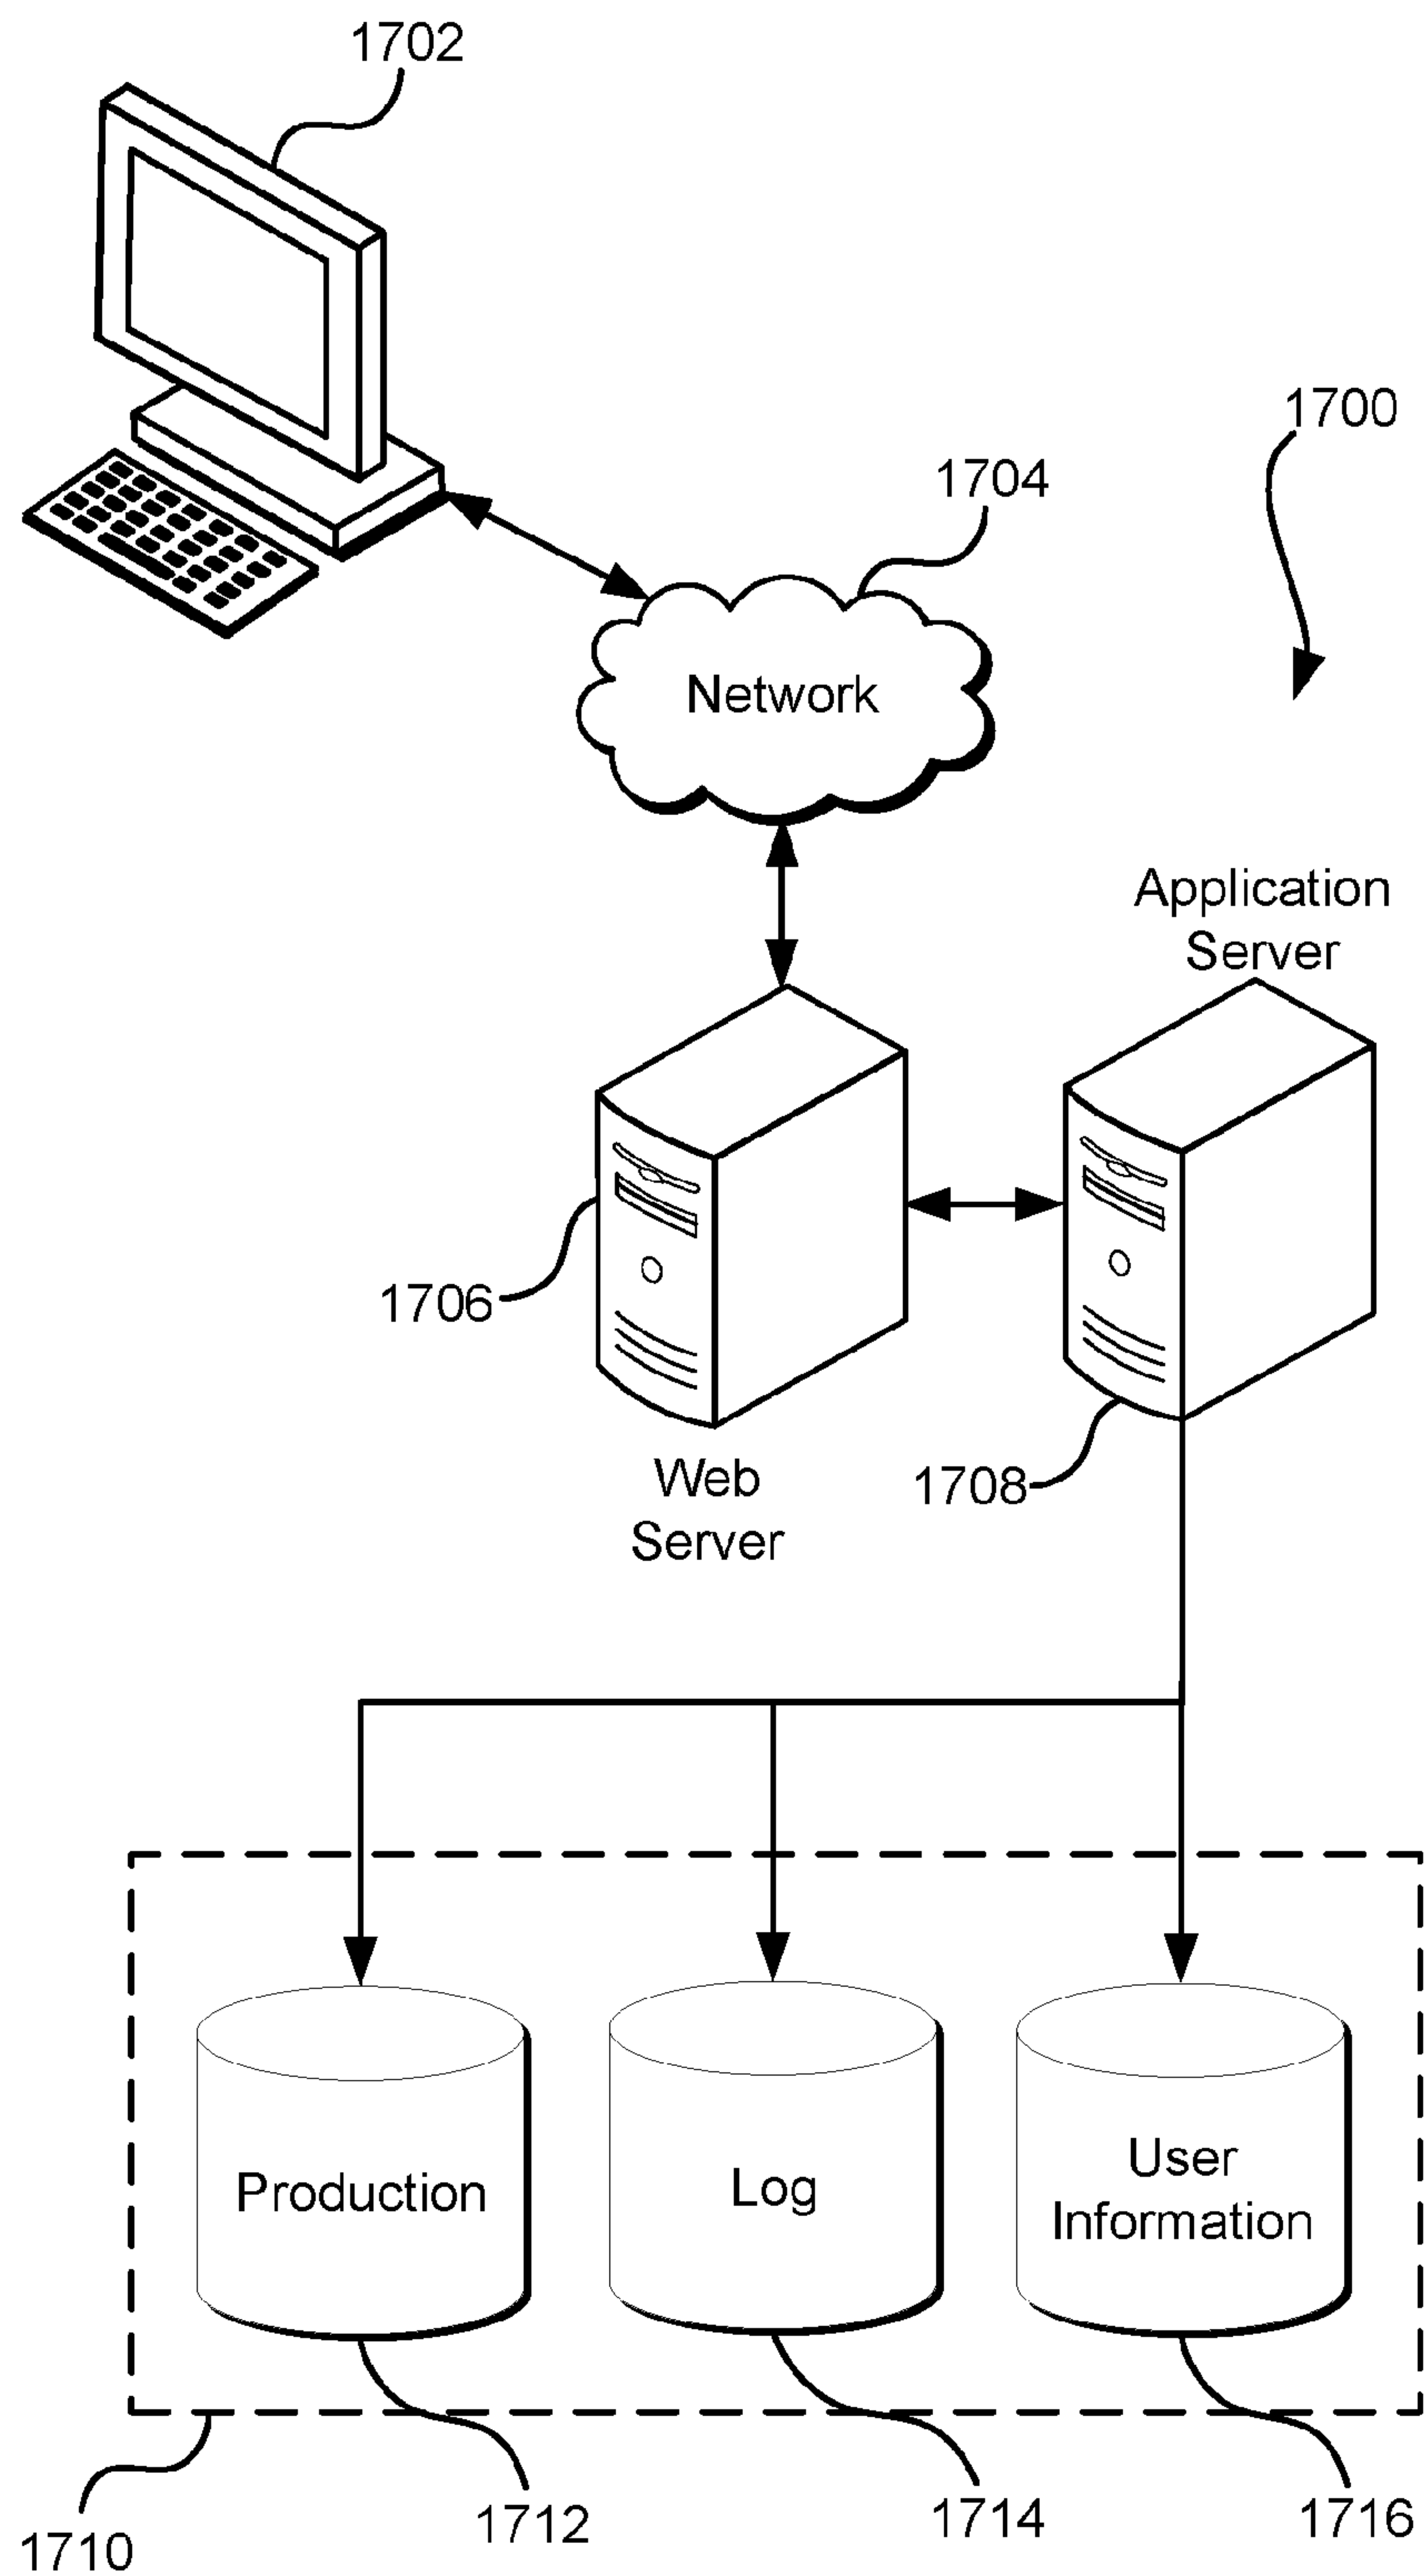 1702
1700
1704
Network
Application
Server
1706
1708
Web
Server
Production
Log
User
Information
1710
1712
1714
1716